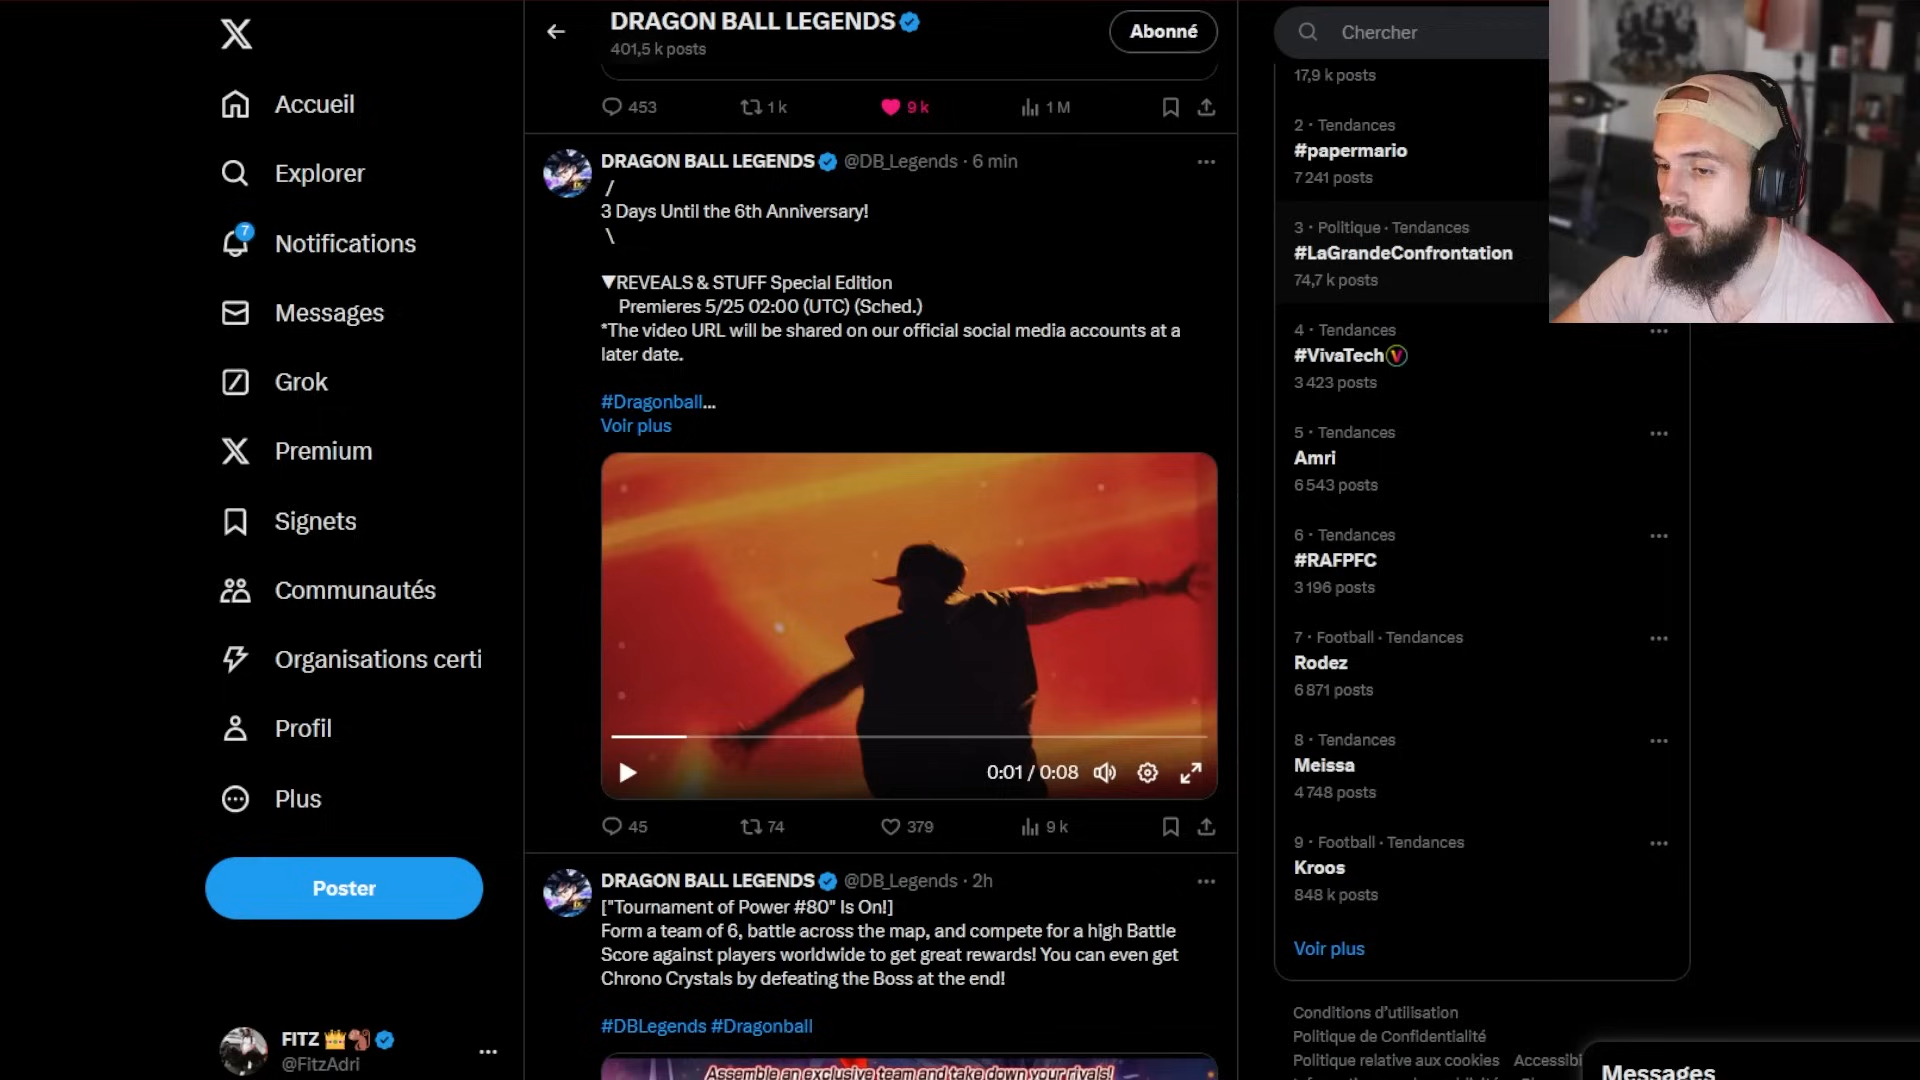 Accueil
Explorer
7
Notifications
Messages
Grok
Premium
Signets
Communautés
Organisations certi
Profil
Plus
Poster
FITZ
@FitzAdri
DRAGON BALL LEGENDS
401,5 k posts
Abonné
453
1 k
9 k
1 M
DRAGON BALL LEGENDS @DB_Legends · 6 min
/
3 Days Until the 6th Anniversary!
\
▼REVEALS & STUFF Special Edition
Premieres 5/25 02:00 (UTC) (Sched.)
*The video URL will be shared on our official social media accounts at a
later date.
#Dragonball...
Voir plus
0:01 / 0:08
45
74
379
9 k
DRAGON BALL LEGENDS @DB_Legends · 2h
["Tournament of Power #80" Is On!]
Form a team of 6, battle across the map, and compete for a high Battle
Score against players worldwide to get great rewards! You can even get
Chrono Crystals by defeating the Boss at the end!
#DBLegends #Dragonball
Assemble an exclusive team and take down your rivals!
Chercher
17,9 k posts
2 · Tendances
#papermario
7 241 posts
3 · Politique · Tendances
#LaGrandeConfrontation
74,7 k posts
4 · Tendances
#VivaTech
3 423 posts
5 · Tendances
Amri
6 543 posts
6 · Tendances
#RAFPFC
3 196 posts
7 · Football · Tendances
Rodez
6 871 posts
8 · Tendances
Meissa
4 748 posts
9 · Football · Tendances
Kroos
848 k posts
Voir plus
Conditions d'utilisation
Politique de Confidentialité
Politique relative aux cookies Accessibi
Messages